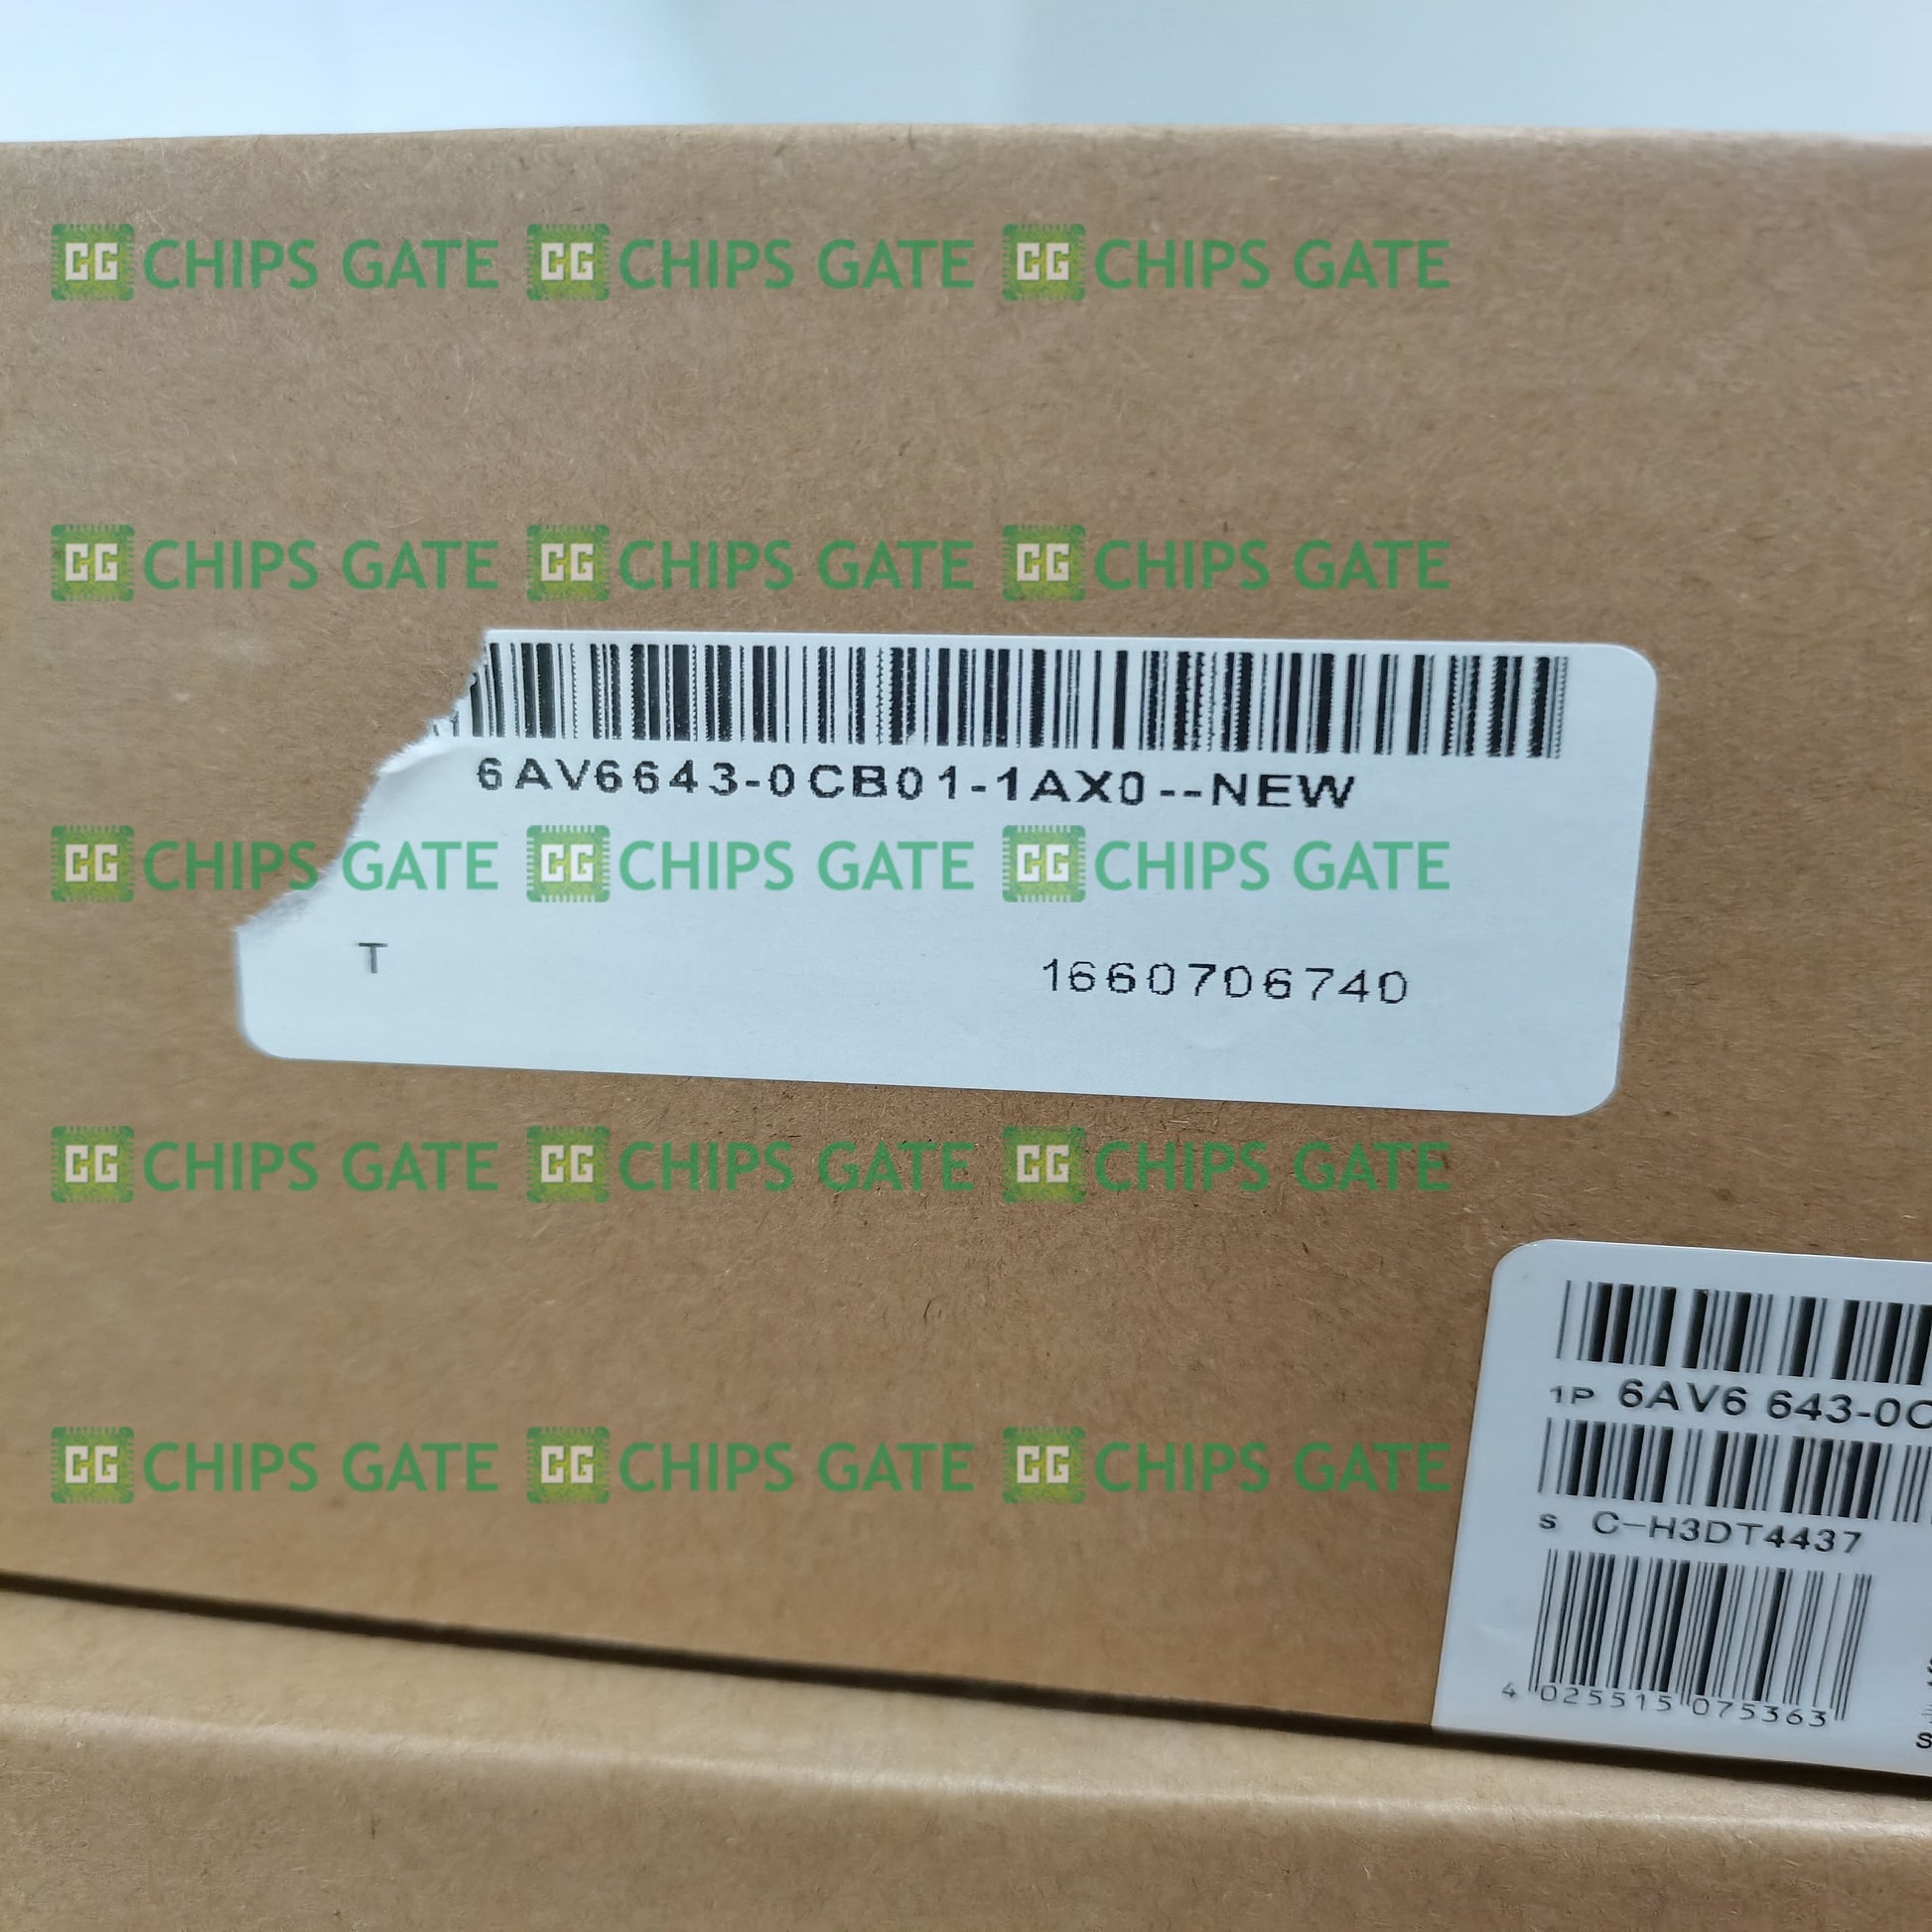 CG CHIPS GATE CG CHIPS GATE CG CHIPS GATE
CG CHIPS GATE CG CHIPS GATE CG CHIPS GATE
6AV6643-0CB01-1AX0--NEW
CG CHIPS GATE CG CHIPS GATE CG CHIPS GATE
T 1660706740
CG CHIPS GATE CG CHIPS GATE CG CHIPS GATE
1P 6AV6 643-0C
CG CHIPS GATE CG CHIPS GATE CG CHIPS GATE
S C-H3DT4437
4 025515 075363